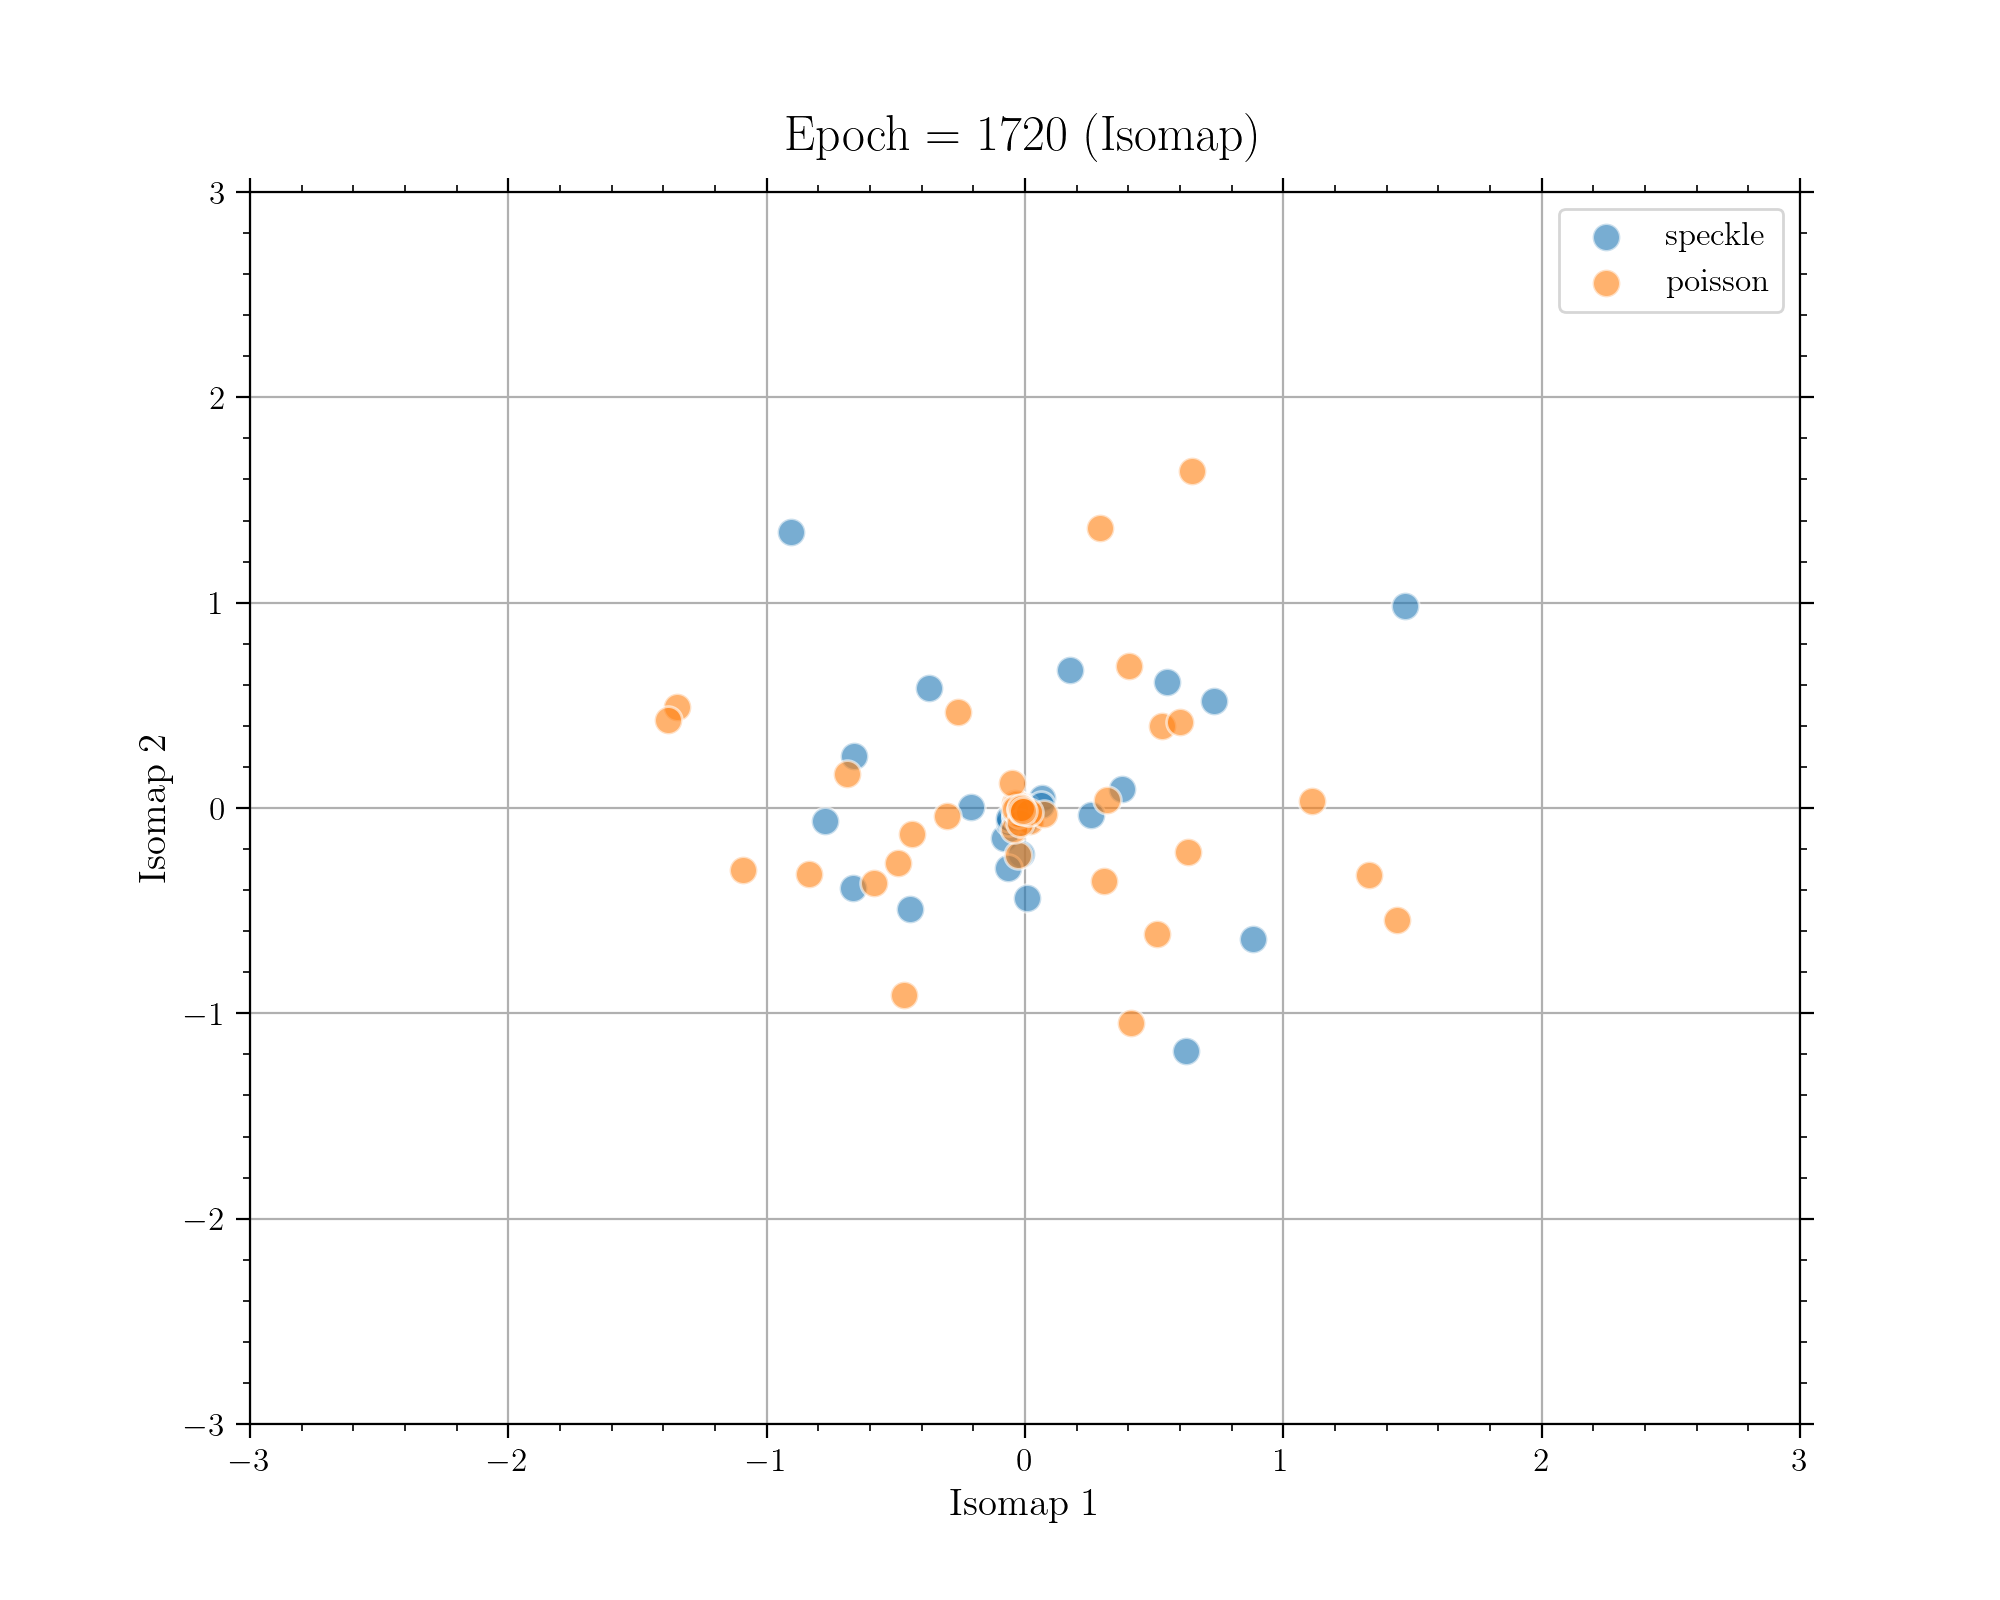 Epoch = 1720 (Isomap)
speckle
poisson
3
2
1
0
−1
−2
−3
Isomap 2
−3 −2 −1 0 1 2 3
Isomap 1